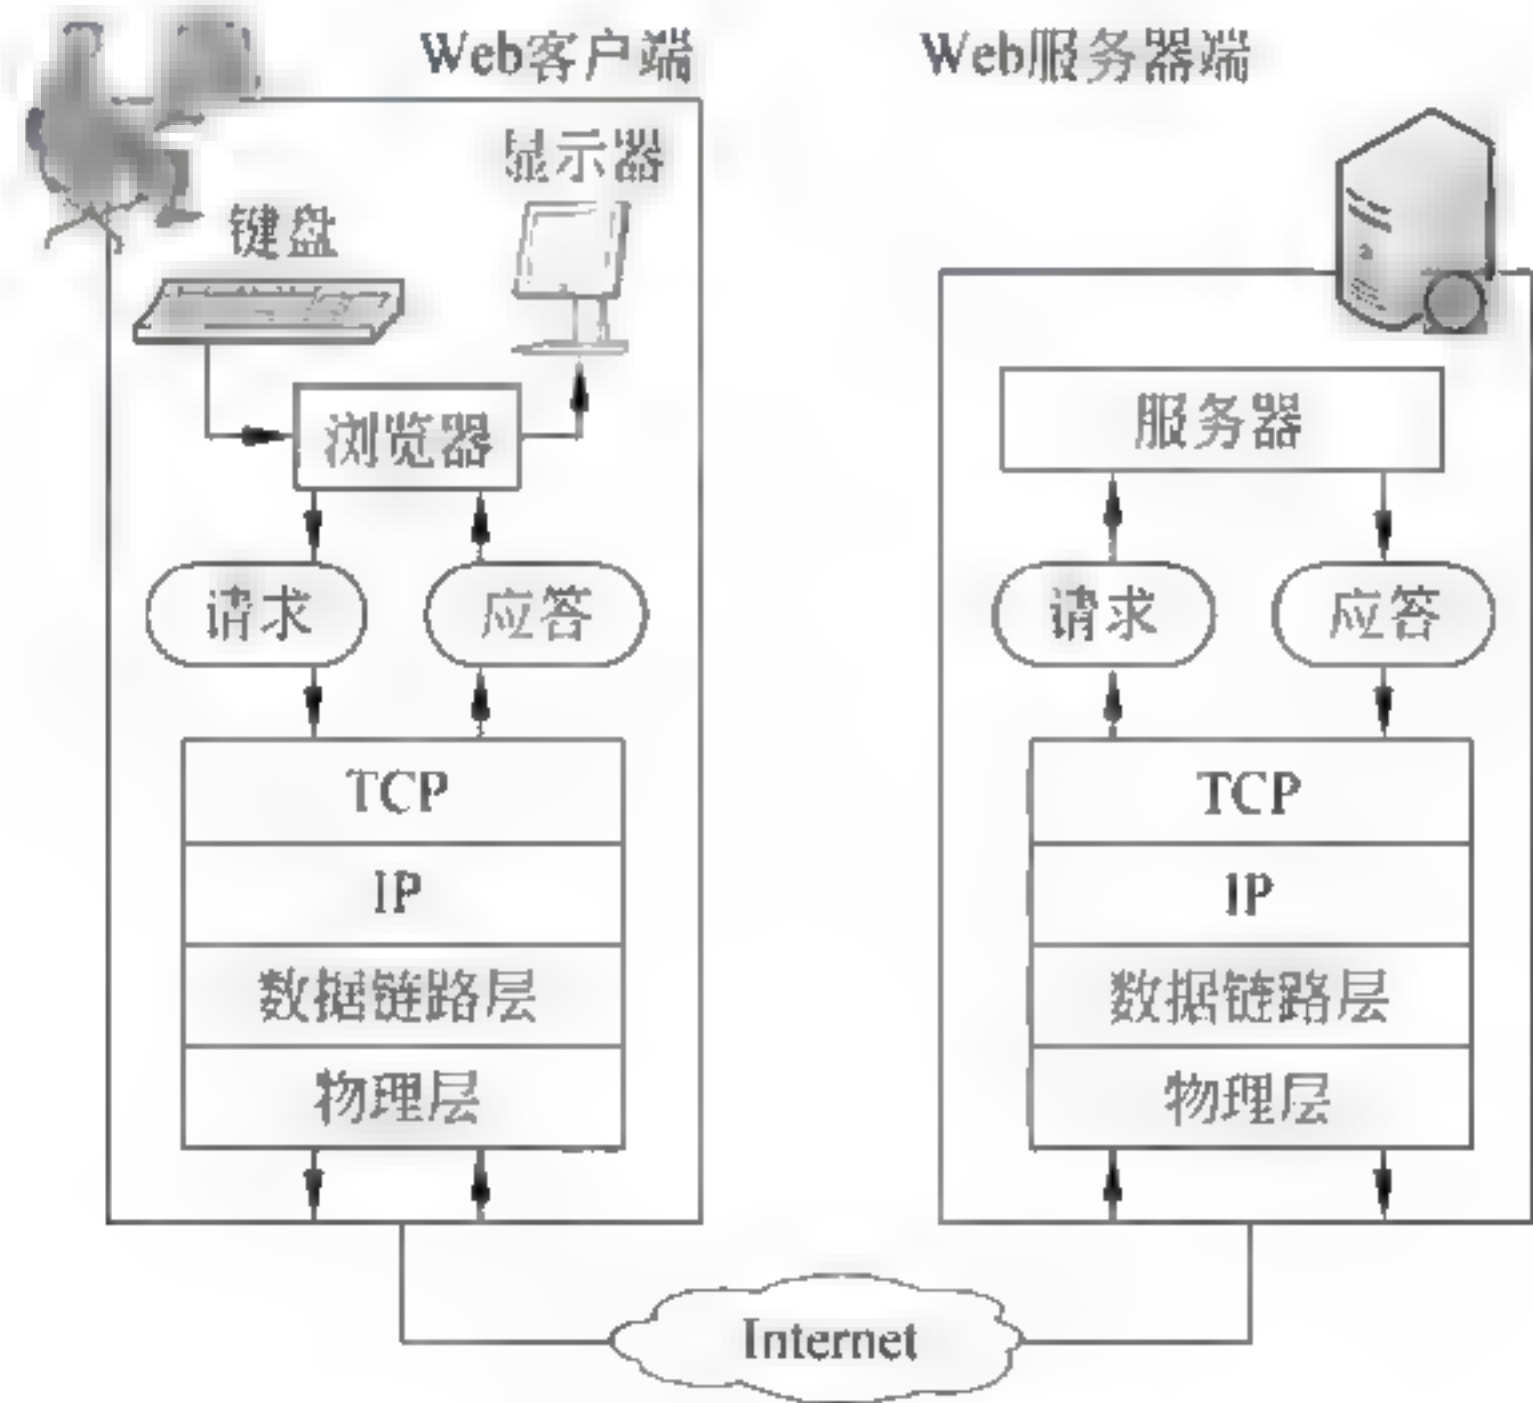 Web客户端
Web服务器端
显示器
键盘
浏览器
服务器
请求
应答
请求
应答
TCP
TCP
IP
IP
数据链路层
数据链路层
物理层
物理层
Internet